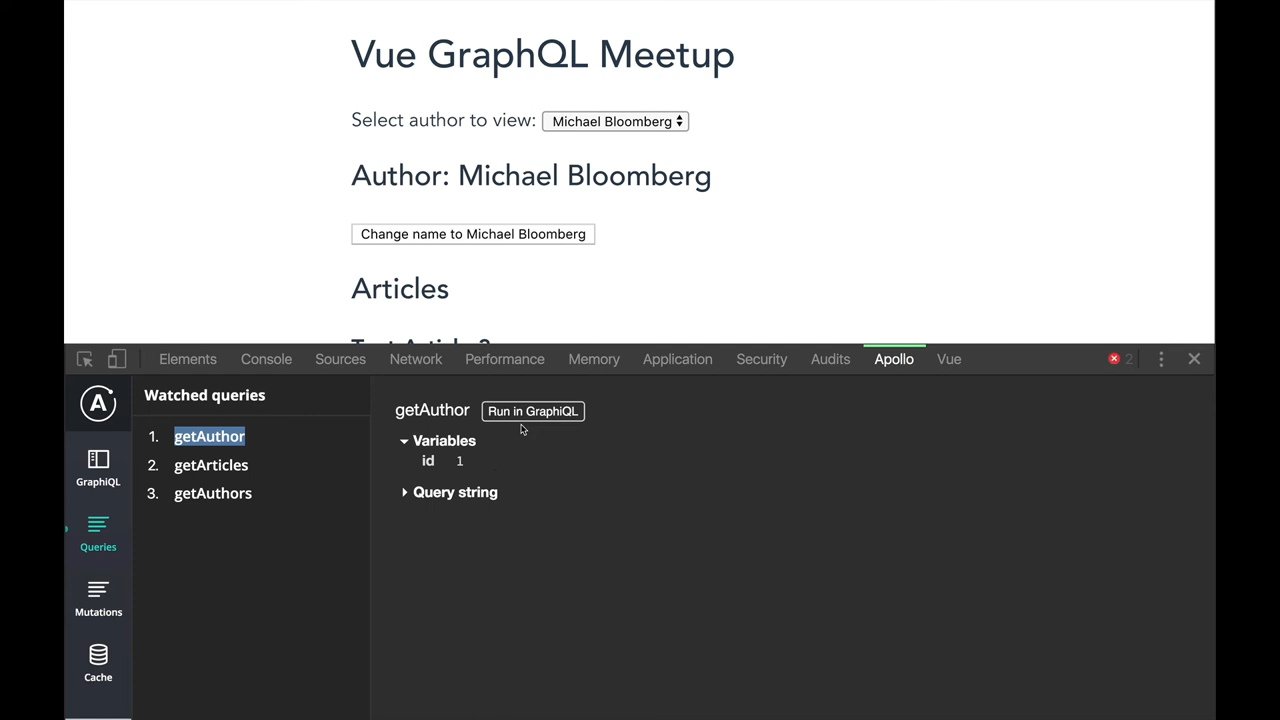 Vue GraphQL Meetup
Select author to view: Michael Bloomberg
Author: Michael Bloomberg
Change name to Michael Bloomberg
Articles
Elements Console Sources Network Performance Memory Application Security Audits Apollo Vue 2
A
Watched queries
1. getAuthor
2. getArticles
3. getAuthors
GraphiQL
Queries
Mutations
Cache
getAuthor Run in GraphiQL
Variables
id 1
Query string